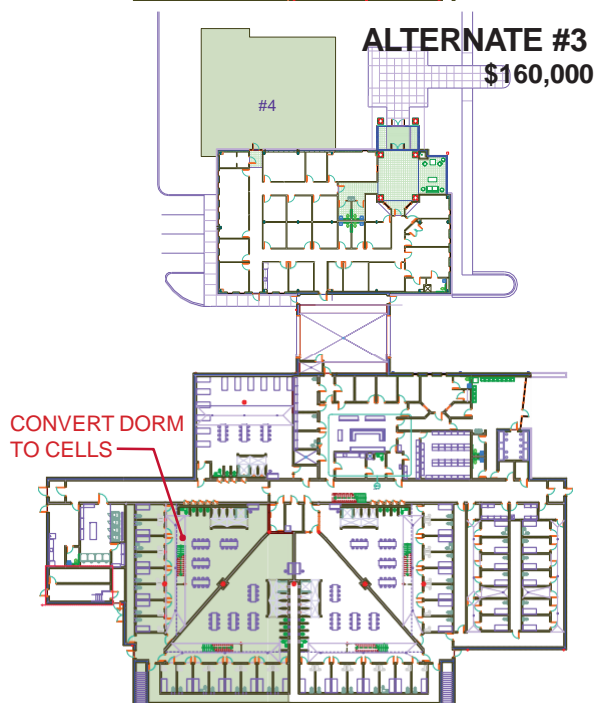 ALTERNATE #3
$160,000
#4
CONVERT DORM
TO CELLS